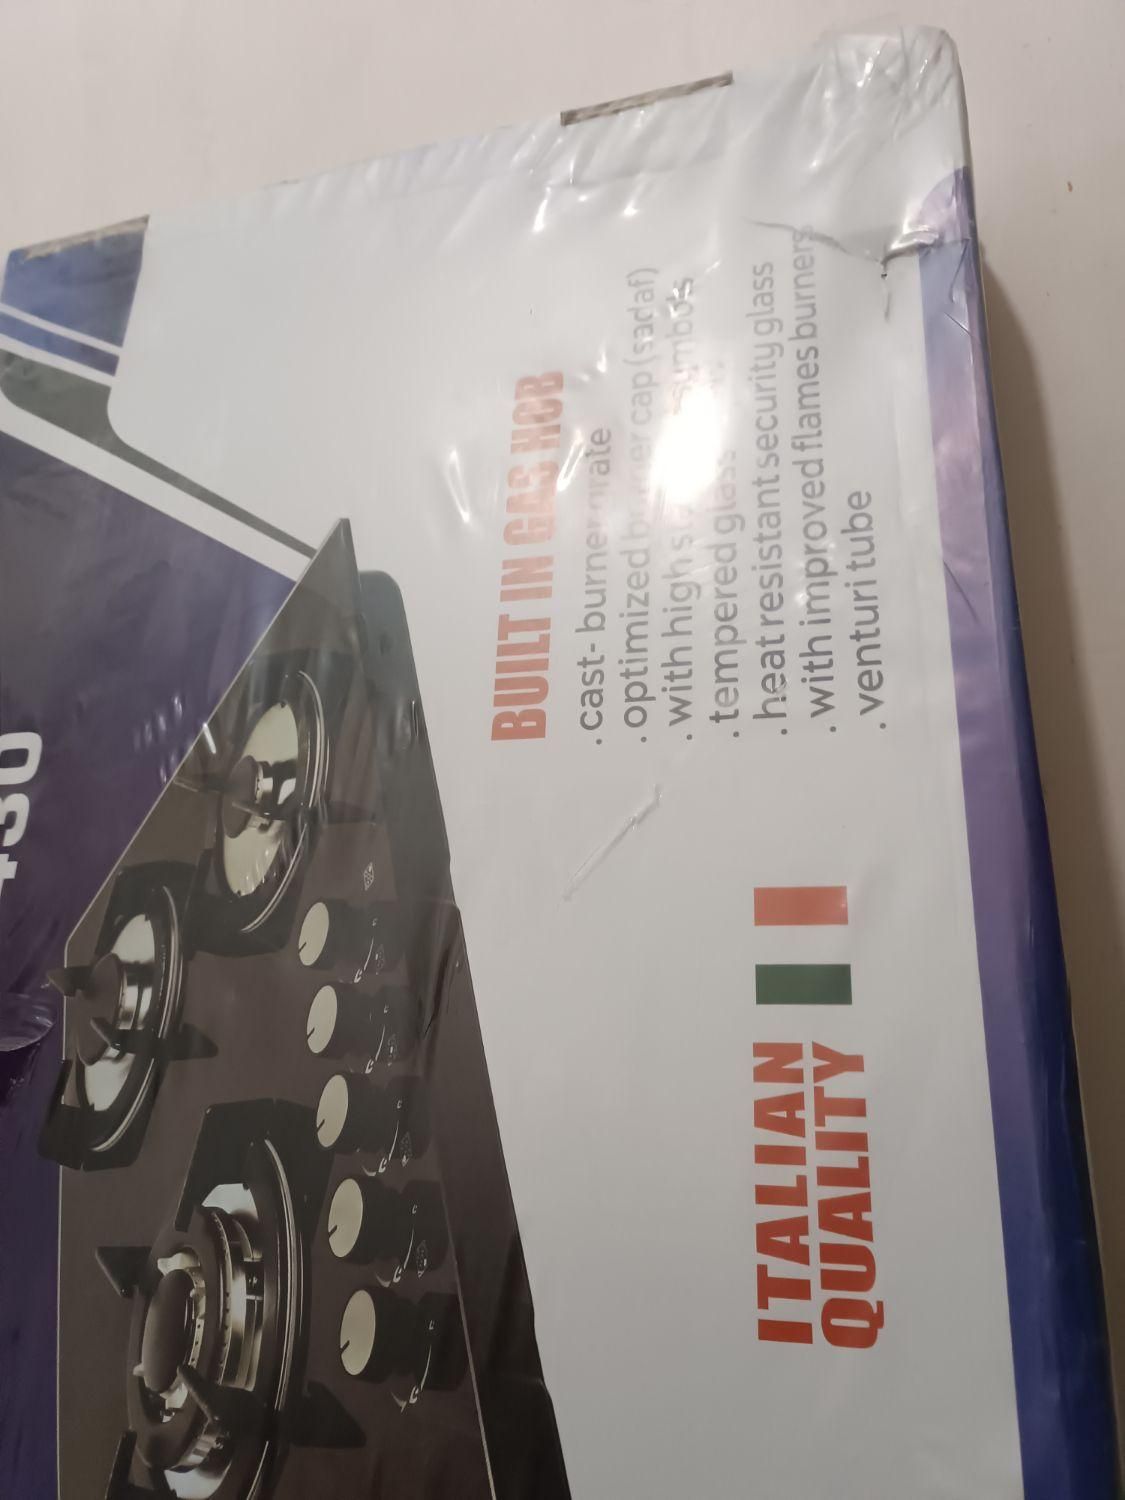 430
BUILT IN GAS HOB
. cast- burner grate
. optimized burner cap (sadaf)
. with high
. tempered glass
. heat resistant security glass
. with improved flames burners
. venturi tube
ITALIAN
QUALITY